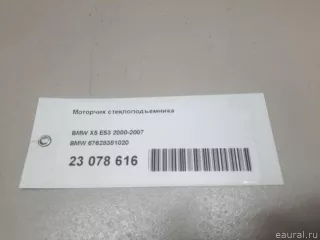 Моторчик стеклоподъемника
BMW X5 E53 2000-2007
BMW 67628381020
23 078 616
eaural.ru